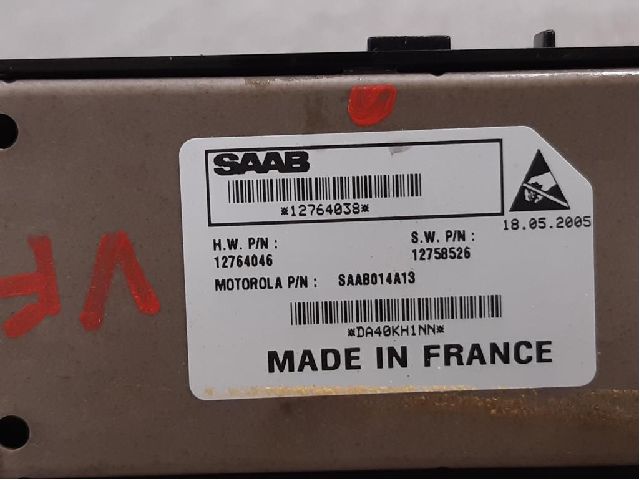 SAAB
*12764038*
18.05.2005
H.W. P/N : S.W. P/N :
12764046 12758526
MOTOROLA P/N : SAAB014A13
*DA40KH1NN*
MADE IN FRANCE
VF